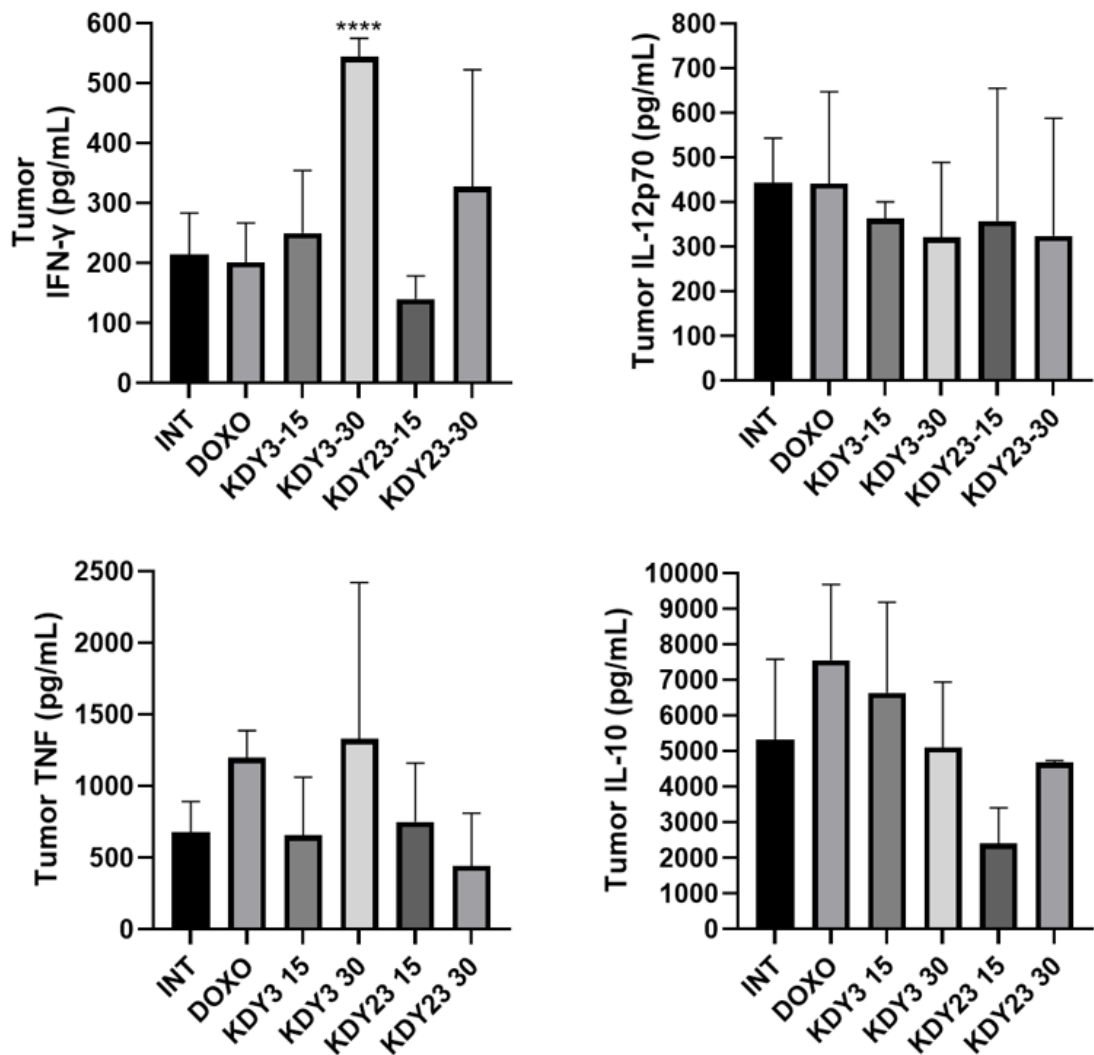 Tumor
IFN-γ (pg/mL)
600
500
400
300
200
100
0
****
INT
DOXO
KDY3-15
KDY3-30
KDY23-15
KDY23-30
Tumor IL-12p70 (pg/mL)
800
700
600
500
400
300
400
100
0
INT
DOXO
KDY3-15
KDY3-30
KDY23-15
KDY23-30
Tumor TNF (pg/mL)
2500
2000
1500
1000
500
0
INT
DOXO
KDY3 15
KDY3 30
KDY23 15
KDY23 30
Tumor IL-10 (pg/mL)
10000
9000
8000
7000
6000
5000
4000
3000
2000
1000
0
INT
DOXO
KDY3 15
KDY3 30
KDY23 15
KDY23 30